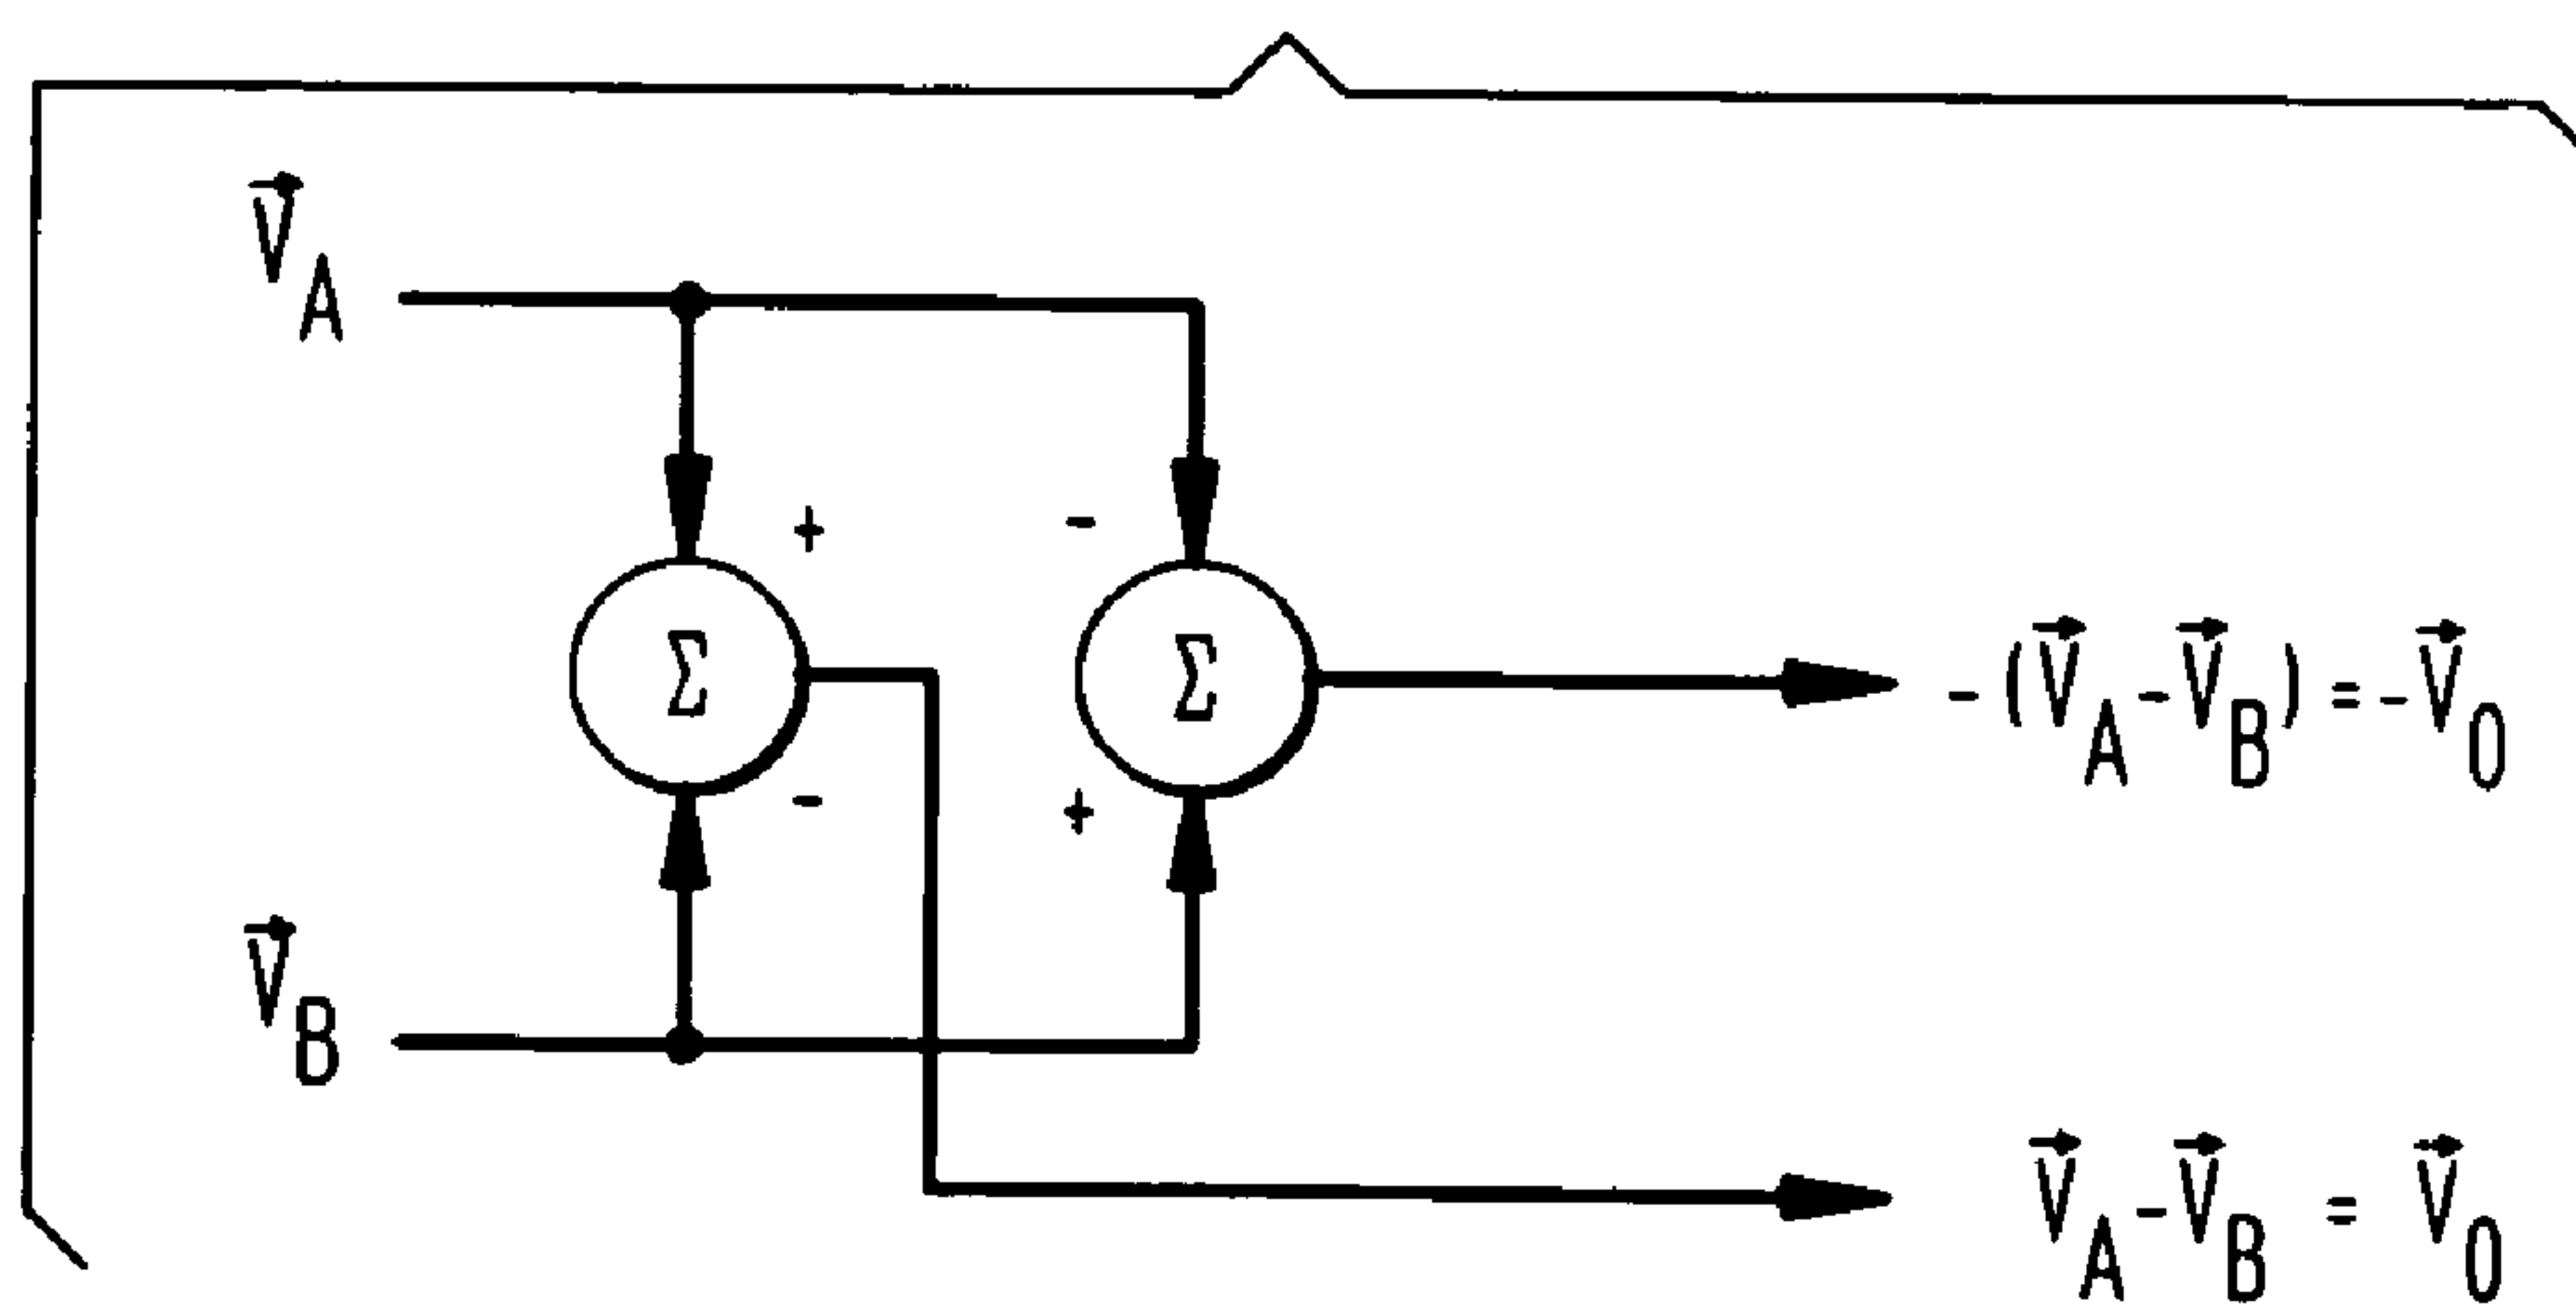 V⃗A
+
-
Σ
Σ
-(V⃗A-V⃗B) = -V⃗0
-
+
V⃗B
V⃗A-V⃗B = V⃗0